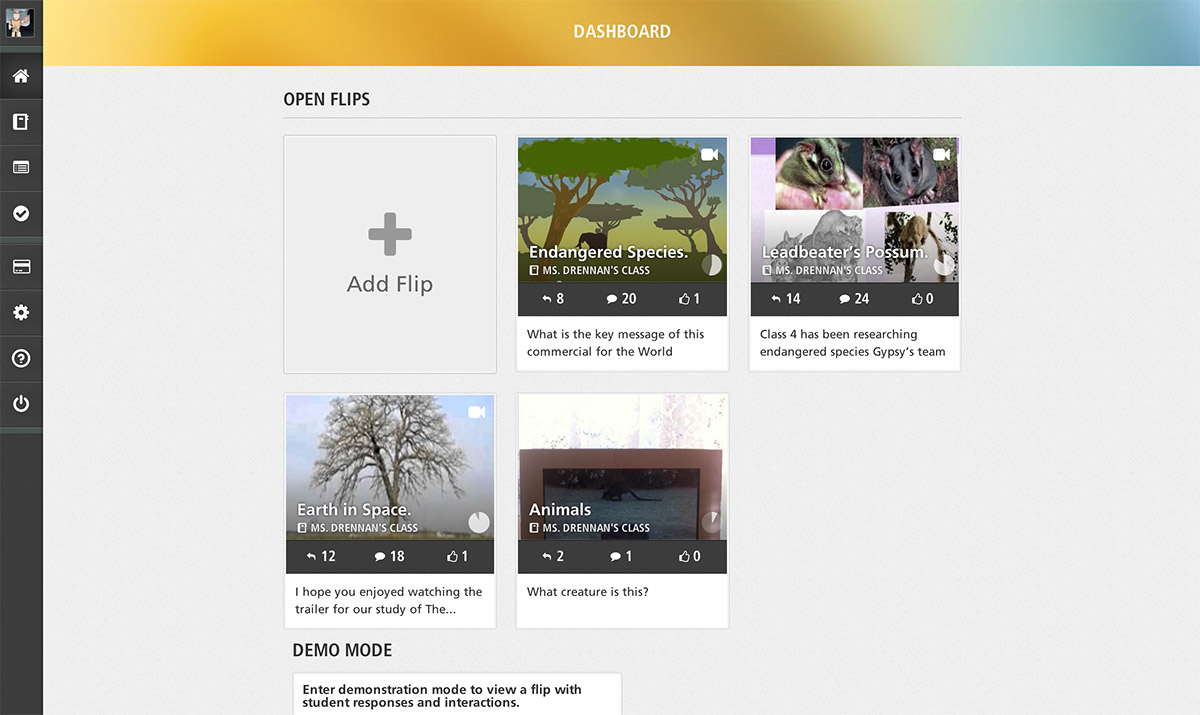 DASHBOARD
OPEN FLIPS
Add Flip
Endangered Species.
MS. DRENNAN'S CLASS
8 20 1
What is the key message of this
commercial for the World
Leadbeater's Possum.
MS. DRENNAN'S CLASS
14 24 0
Class 4 has been researching
endangered species Gypsy's team
Earth in Space.
MS. DRENNAN'S CLASS
12 18 1
I hope you enjoyed watching the
trailer for our study of The...
Animals
MS. DRENNAN'S CLASS
2 1 0
What creature is this?
DEMO MODE
Enter demonstration mode to view a flip with
student responses and interactions.